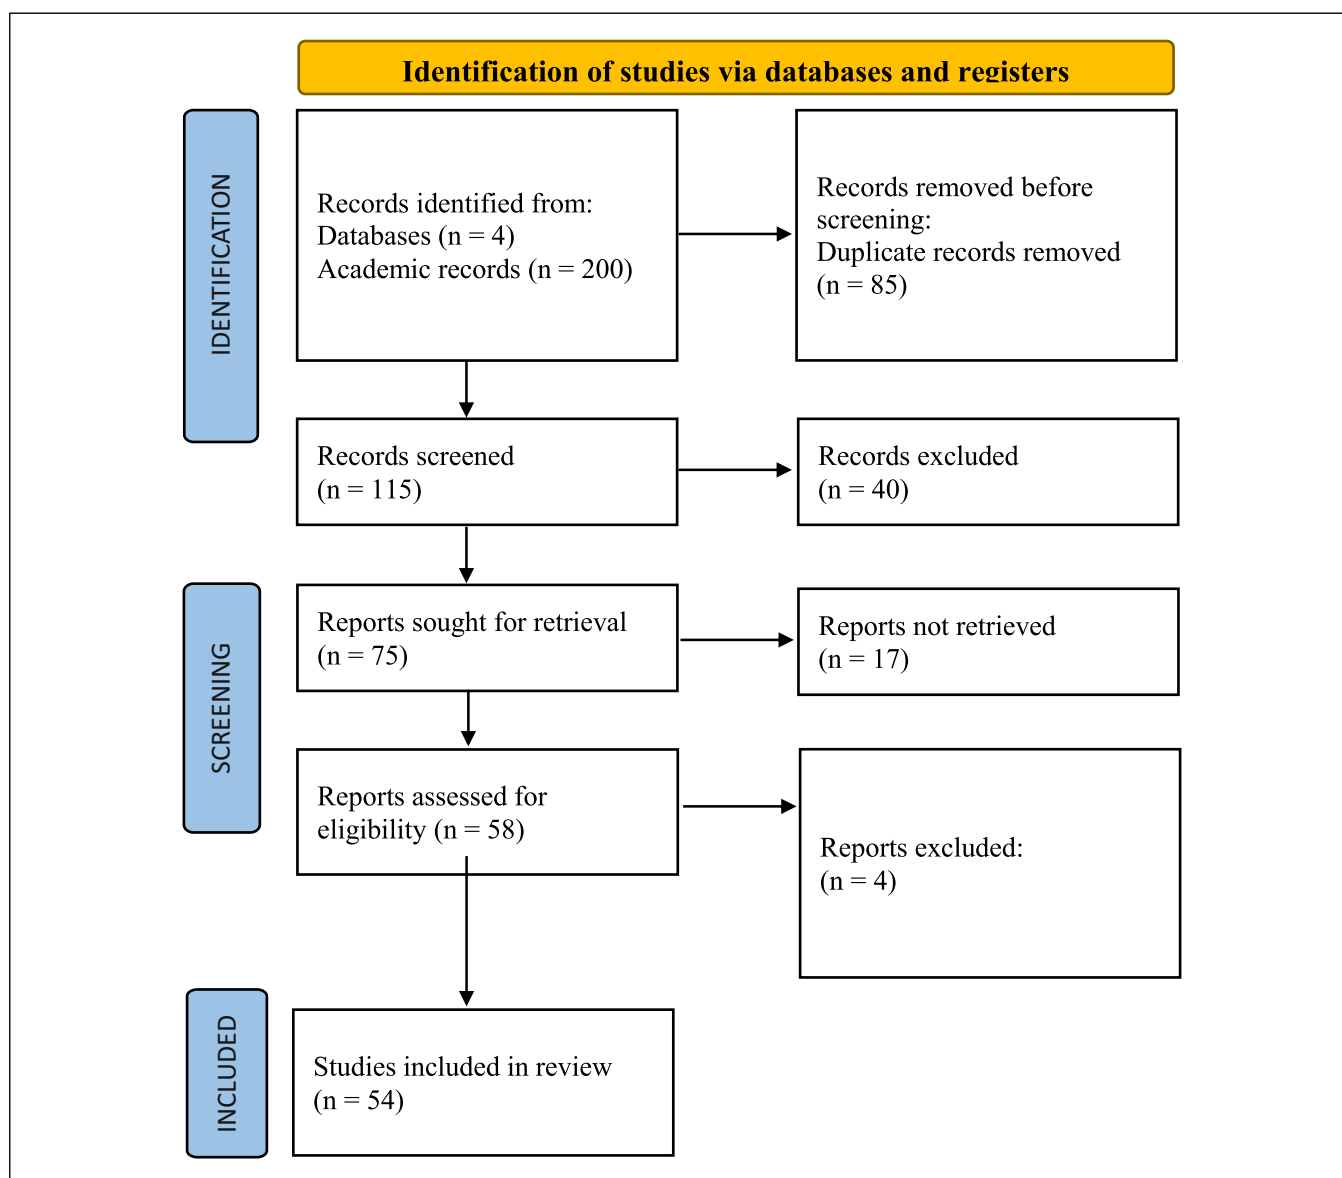 Identification of studies via databases and registers
IDENTIFICATION
Records identified from:
Databases (n = 4)
Academic records (n = 200)
Records removed before
screening:
Duplicate records removed
(n = 85)
Records screened
(n = 115)
Records excluded
(n = 40)
SCREENING
Reports sought for retrieval
(n = 75)
Reports not retrieved
(n = 17)
Reports assessed for
eligibility (n = 58)
Reports excluded:
(n = 4)
INCLUDED
Studies included in review
(n = 54)